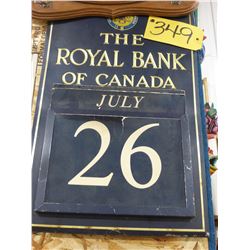 349
THE
ROYAL BANK
OF CANADA
JULY
26